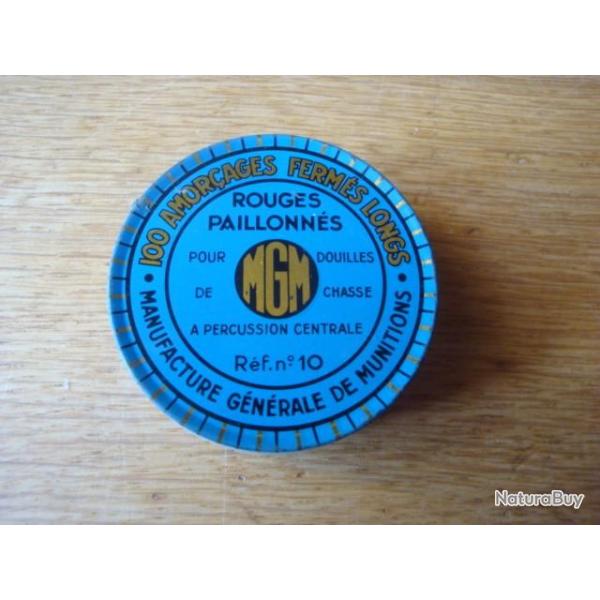 100 AMORÇAGES FERMÉS LONGS
ROUGES
PAILLONNÉS
POUR MGM DOUILLES
DE CHASSE
A PERCUSSION CENTRALE
Réf. nº 10
• MANUFACTURE GÉNÉRALE DE MUNITIONS •
NaturaBuy